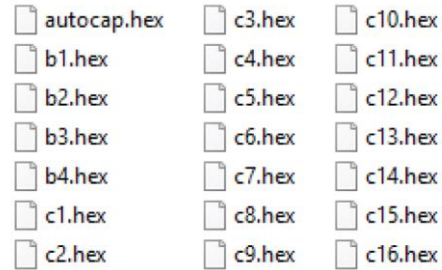 autocap.hex
b1.hex
b2.hex
b3.hex
b4.hex
c1.hex
c2.hex
c3.hex
c4.hex
c5.hex
c6.hex
c7.hex
c8.hex
c9.hex
c10.hex
c11.hex
c12.hex
c13.hex
c14.hex
c15.hex
c16.hex